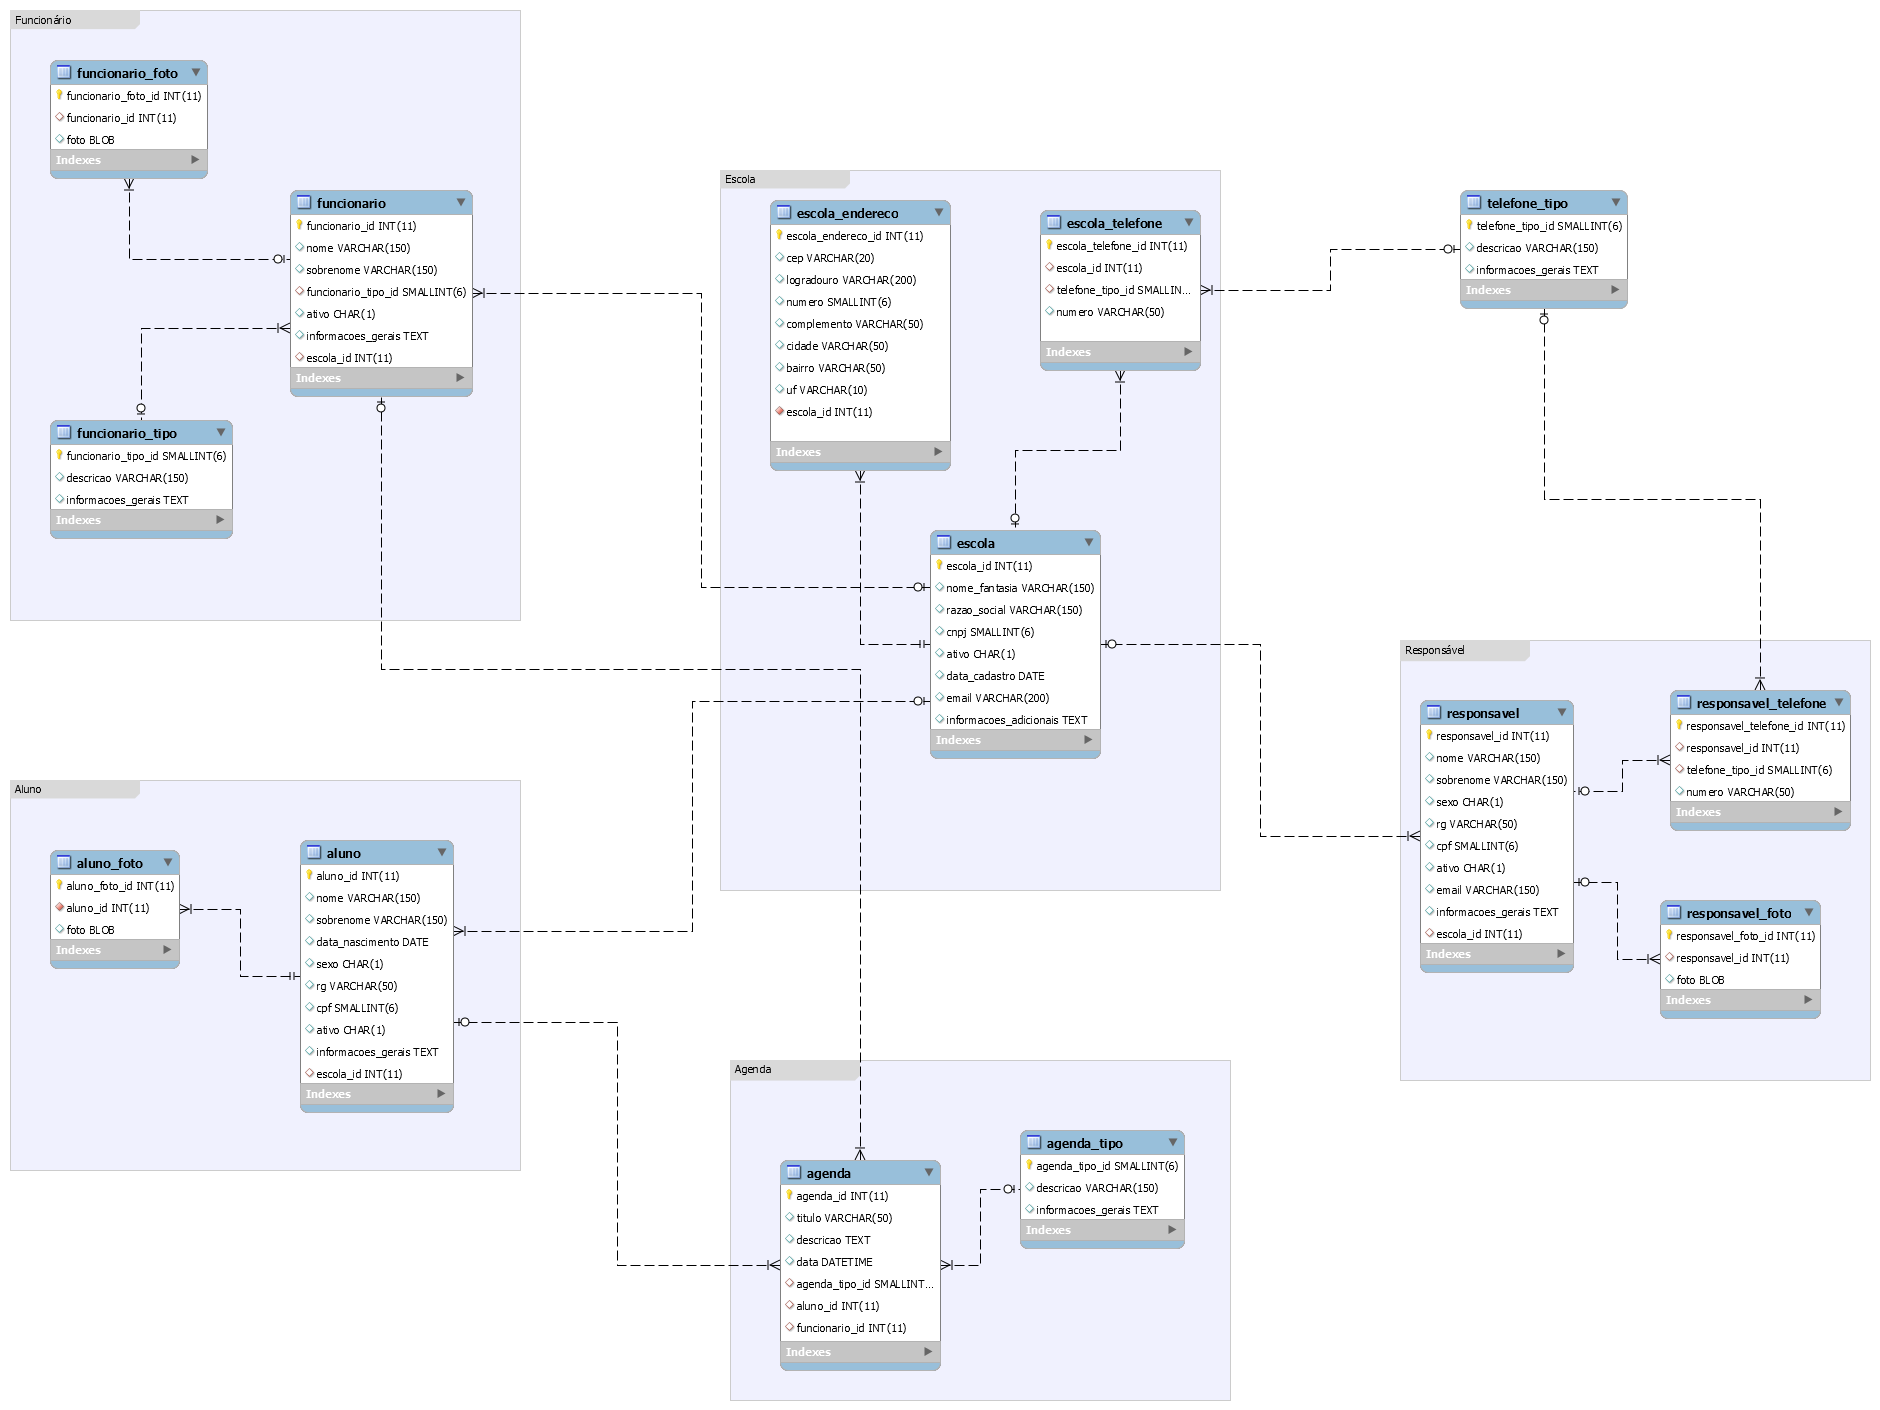 Funcionário
funcionario_foto
funcionario_foto_id INT(11)
funcionario_id INT(11)
foto BLOB
Indexes
funcionario
funcionario_id INT(11)
nome VARCHAR(150)
sobrenome VARCHAR(150)
funcionario_tipo_id SMALLINT(6)
ativo CHAR(1)
informacoes_gerais TEXT
escola_id INT(11)
Indexes
funcionario_tipo
funcionario_tipo_id SMALLINT(6)
descricao VARCHAR(150)
informacoes_gerais TEXT
Indexes
Escola
escola_endereco
escola_endereco_id INT(11)
cep VARCHAR(20)
logradouro VARCHAR(200)
numero SMALLINT(6)
complemento VARCHAR(50)
cidade VARCHAR(50)
bairro VARCHAR(50)
uf VARCHAR(10)
escola_id INT(11)
Indexes
escola_telefone
escola_telefone_id INT(11)
escola_id INT(11)
telefone_tipo_id SMALLIN...
numero VARCHAR(50)
Indexes
escola
escola_id INT(11)
nome_fantasia VARCHAR(150)
razao_social VARCHAR(150)
cnpj SMALLINT(6)
ativo CHAR(1)
data_cadastro DATE
email VARCHAR(200)
informacoes_adicionais TEXT
Indexes
telefone_tipo
telefone_tipo_id SMALLINT(6)
descricao VARCHAR(150)
informacoes_gerais TEXT
Indexes
Responsável
responsavel
responsavel_id INT(11)
nome VARCHAR(150)
sobrenome VARCHAR(150)
sexo CHAR(1)
rg VARCHAR(50)
cpf SMALLINT(6)
ativo CHAR(1)
email VARCHAR(150)
informacoes_gerais TEXT
escola_id INT(11)
Indexes
responsavel_telefone
responsavel_telefone_id INT(11)
responsavel_id INT(11)
telefone_tipo_id SMALLINT(6)
numero VARCHAR(50)
Indexes
responsavel_foto
responsavel_foto_id INT(11)
responsavel_id INT(11)
foto BLOB
Indexes
Aluno
aluno_foto
aluno_foto_id INT(11)
aluno_id INT(11)
foto BLOB
Indexes
aluno
aluno_id INT(11)
nome VARCHAR(150)
sobrenome VARCHAR(150)
data_nascimento DATE
sexo CHAR(1)
rg VARCHAR(50)
cpf SMALLINT(6)
ativo CHAR(1)
informacoes_gerais TEXT
escola_id INT(11)
Indexes
Agenda
agenda
agenda_id INT(11)
titulo VARCHAR(50)
descricao TEXT
data DATETIME
agenda_tipo_id SMALLINT...
aluno_id INT(11)
funcionario_id INT(11)
Indexes
agenda_tipo
agenda_tipo_id SMALLINT(6)
descricao VARCHAR(150)
informacoes_gerais TEXT
Indexes